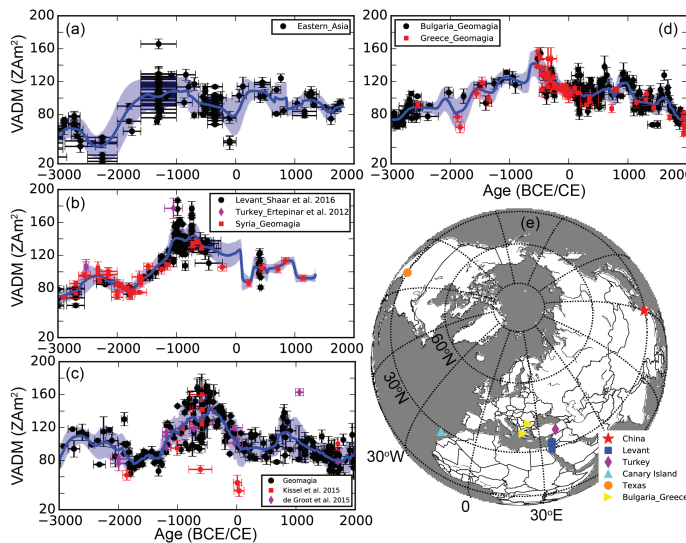 (a)
Eastern_Asia
VADM (ZAm²)
200
160
120
80
40
20
-3000 -2000 -1000 0 1000 2000
(b)
Levant_Shaar et al. 2016
Turkey_Ertepinar et al. 2012
Syria_Geomagia
VADM (ZAm²)
200
160
120
80
40
20
-3000 -2000 -1000 0 1000 2000
(c)
Geomagia
Kissel et al. 2015
de Groot et al. 2015
VADM (ZAm²)
200
160
120
80
40
20
-3000 -2000 -1000 0 1000 2000
Age (BCE/CE)
Bulgaria_Geomagia
Greece_Geomagia
(d)
200
160
120
80
40
20
-3000 -2000 -1000 0 1000 2000
Age (BCE/CE)
(e)
60°N
30°N
30°W
0
30°E
China
Levant
Turkey
Canary Island
Texas
Bulgaria_Greece